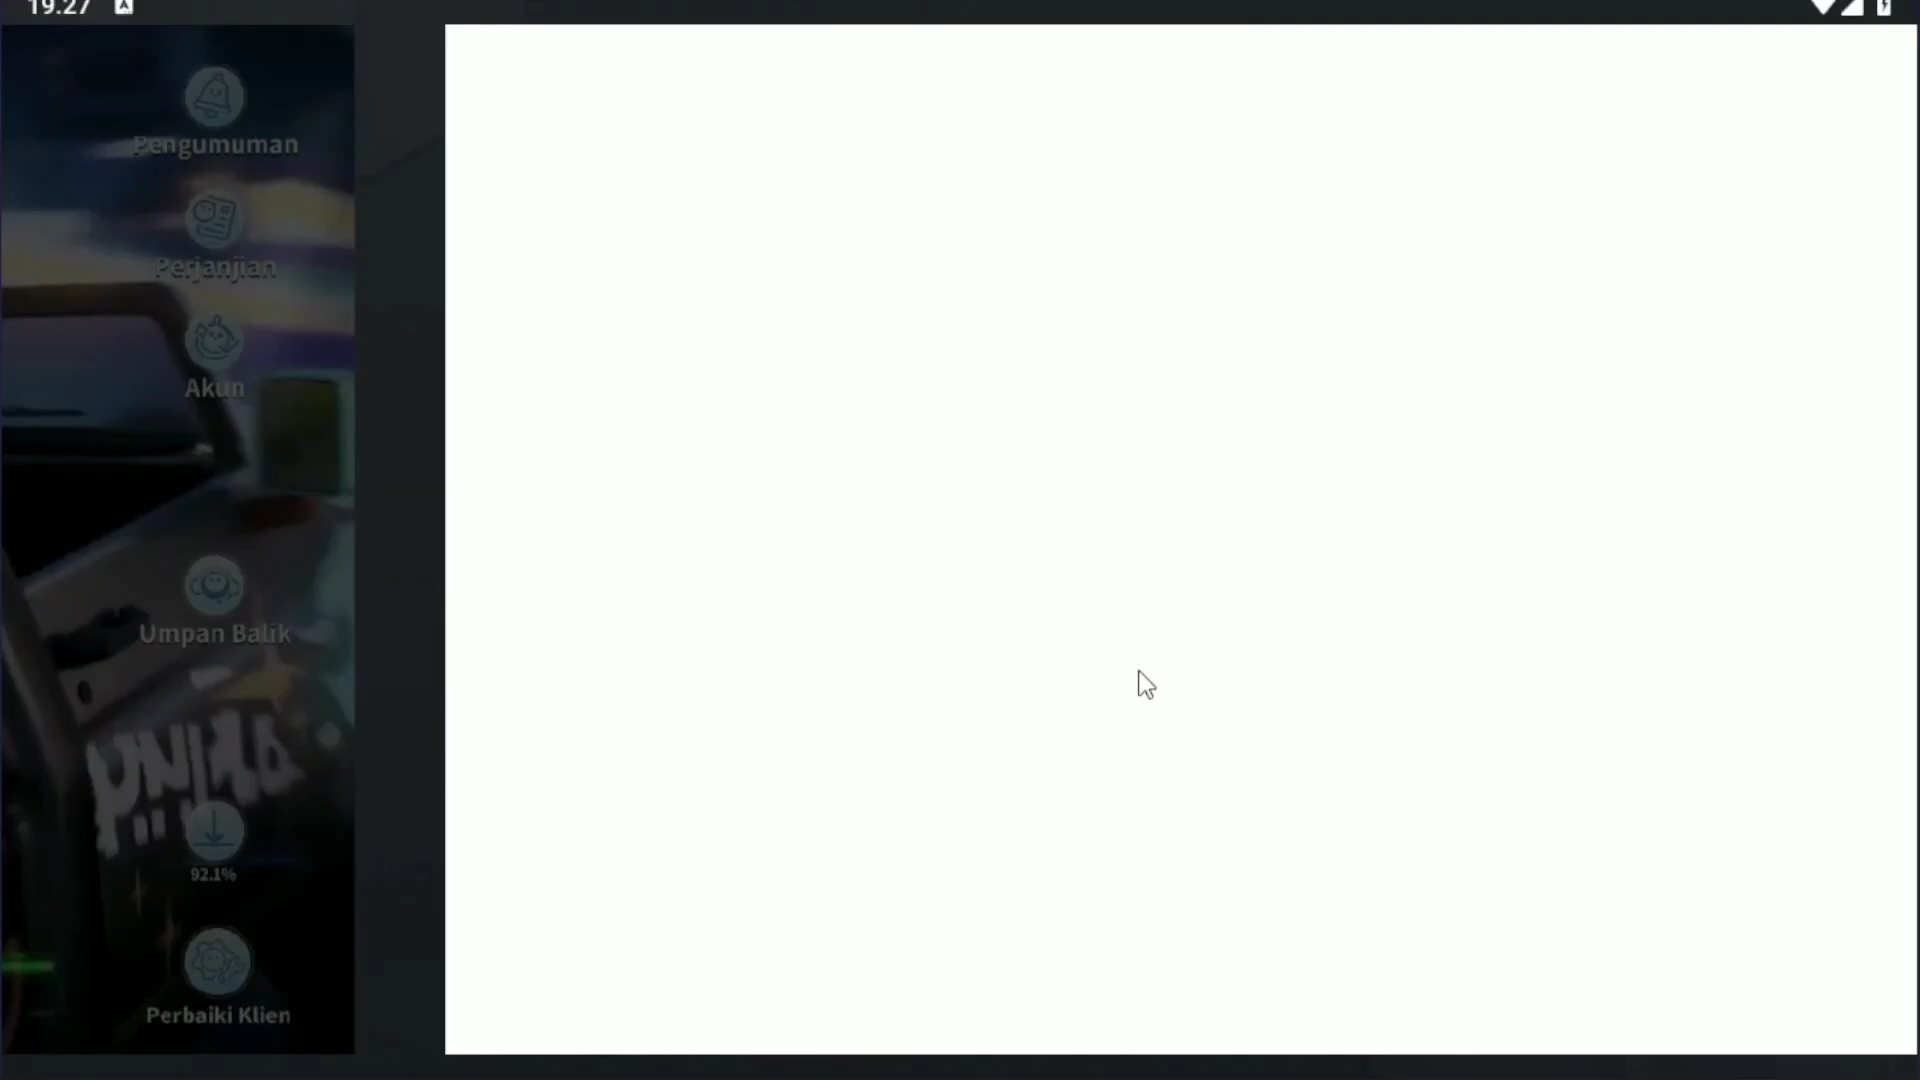 19.27
Pengumuman
Perjanjian
Akun
Umpan Balik
92.1%
Perbaiki Klien